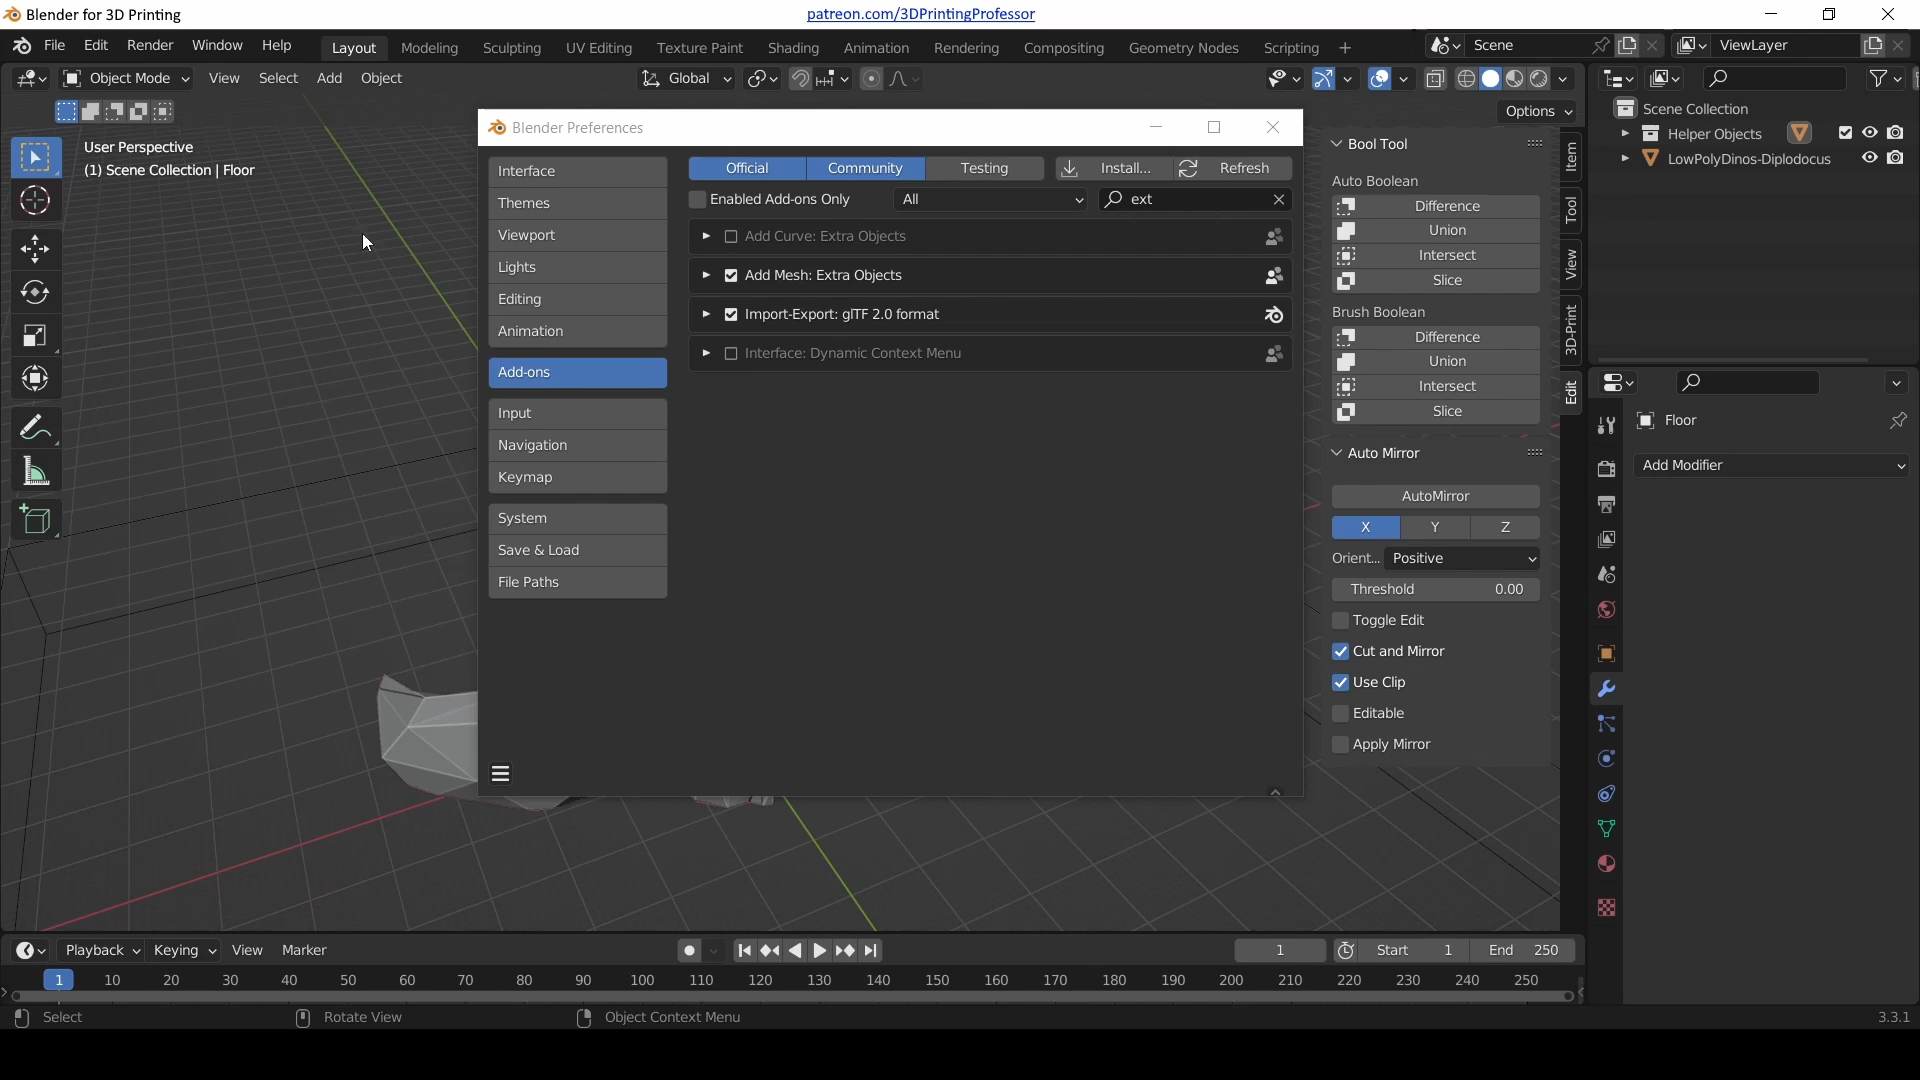 Blender for 3D Printing
patreon.com/3DPrintingProfessor
File Edit Render Window Help
Layout Modeling Sculpting UV Editing Texture Paint Shading Animation Rendering Compositing Geometry Nodes Scripting +
Scene
ViewLayer
Object Mode View Select Add Object
Global
Options
User Perspective
(1) Scene Collection | Floor
Blender Preferences
Interface
Themes
Viewport
Lights
Editing
Animation
Add-ons
Input
Navigation
Keymap
System
Save & Load
File Paths
Official Community Testing Install... Refresh
Enabled Add-ons Only All ext
Add Curve: Extra Objects
Add Mesh: Extra Objects
Import-Export: glTF 2.0 format
Interface: Dynamic Context Menu
Bool Tool
Auto Boolean
Difference
Union
Intersect
Slice
Brush Boolean
Difference
Union
Intersect
Slice
Auto Mirror
AutoMirror
X Y Z
Orient... Positive
Threshold 0.00
Toggle Edit
Cut and Mirror
Use Clip
Editable
Apply Mirror
Item
Tool
View
3D-Print
Edit
Scene Collection
Helper Objects
LowPolyDinos-Diplodocus
Floor
Add Modifier
Playback Keying View Marker
1 Start 1 End 250
1 10 20 30 40 50 60 70 80 90 100 110 120 130 140 150 160 170 180 190 200 210 220 230 240 250
Select Rotate View Object Context Menu
3.3.1